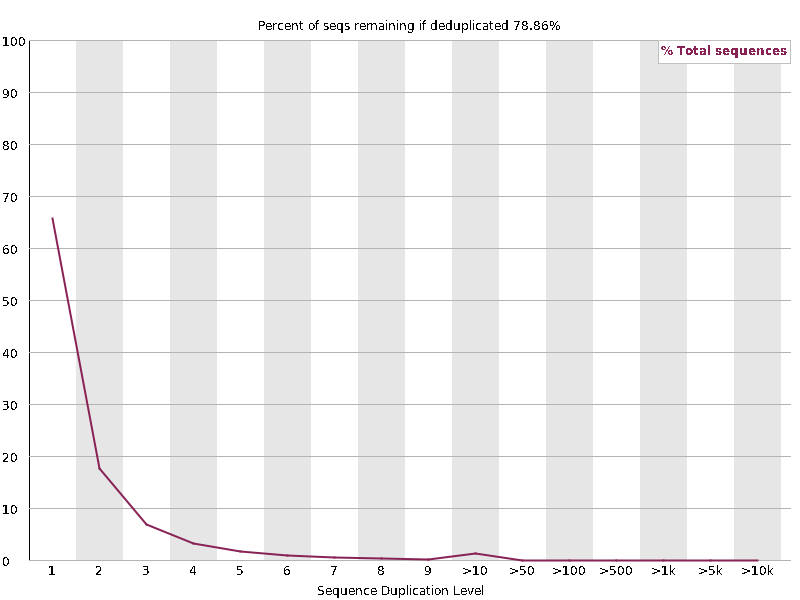 Percent of seqs remaining if deduplicated 78.86%
% Total sequences
100
90
80
70
60
50
40
30
20
10
0
1 2 3 4 5 6 7 8 9 >10 >50 >100 >500 >1k >5k >10k
Sequence Duplication Level